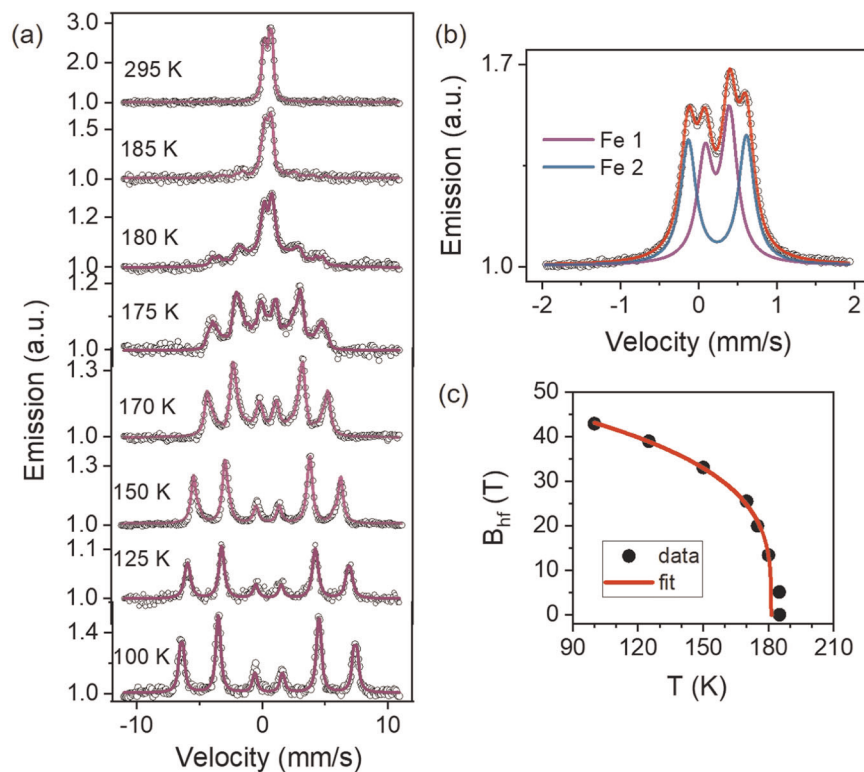 (a)
3.0
2.0
1.0
295 K
1.5
1.0
185 K
1.2
1.0
180 K
1.2
1.0
175 K
1.3
1.0
170 K
1.3
1.0
150 K
1.1
1.0
125 K
1.4
1.0
100 K
-10 0 10
Velocity (mm/s)
Emission (a.u.)
(b)
1.7
1.0
Fe 1
Fe 2
-2 -1 0 1 2
Velocity (mm/s)
Emission (a.u.)
(c)
50
40
30
20
10
0
data
fit
90 120 150 180 210
T (K)
B_hf (T)